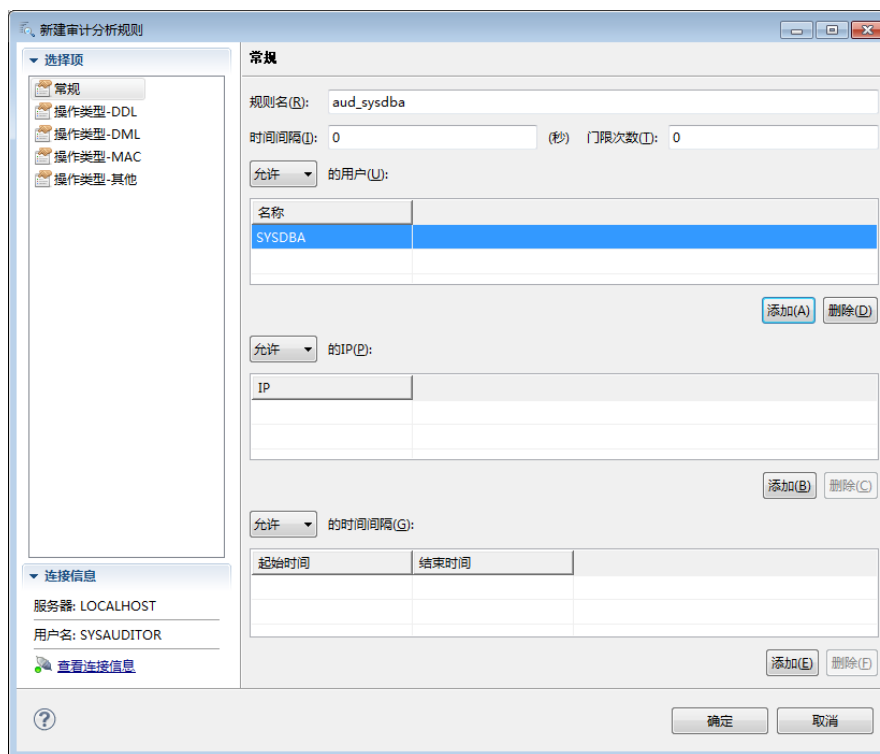 新建审计分析规则
选择项
常规
操作类型-DDL
操作类型-DML
操作类型-MAC
操作类型-其他
连接信息
服务器: LOCALHOST
用户名: SYSAUDITOR
查看连接信息
常规
规则名(R): aud_sysdba
时间间隔(I): 0 (秒) 门限次数(T): 0
允许 的用户(U):
名称
SYSDBA
添加(A) 删除(D)
允许 的IP(P):
IP
添加(B) 删除(C)
允许 的时间间隔(G):
起始时间 结束时间
添加(E) 删除(F)
?
确定 取消